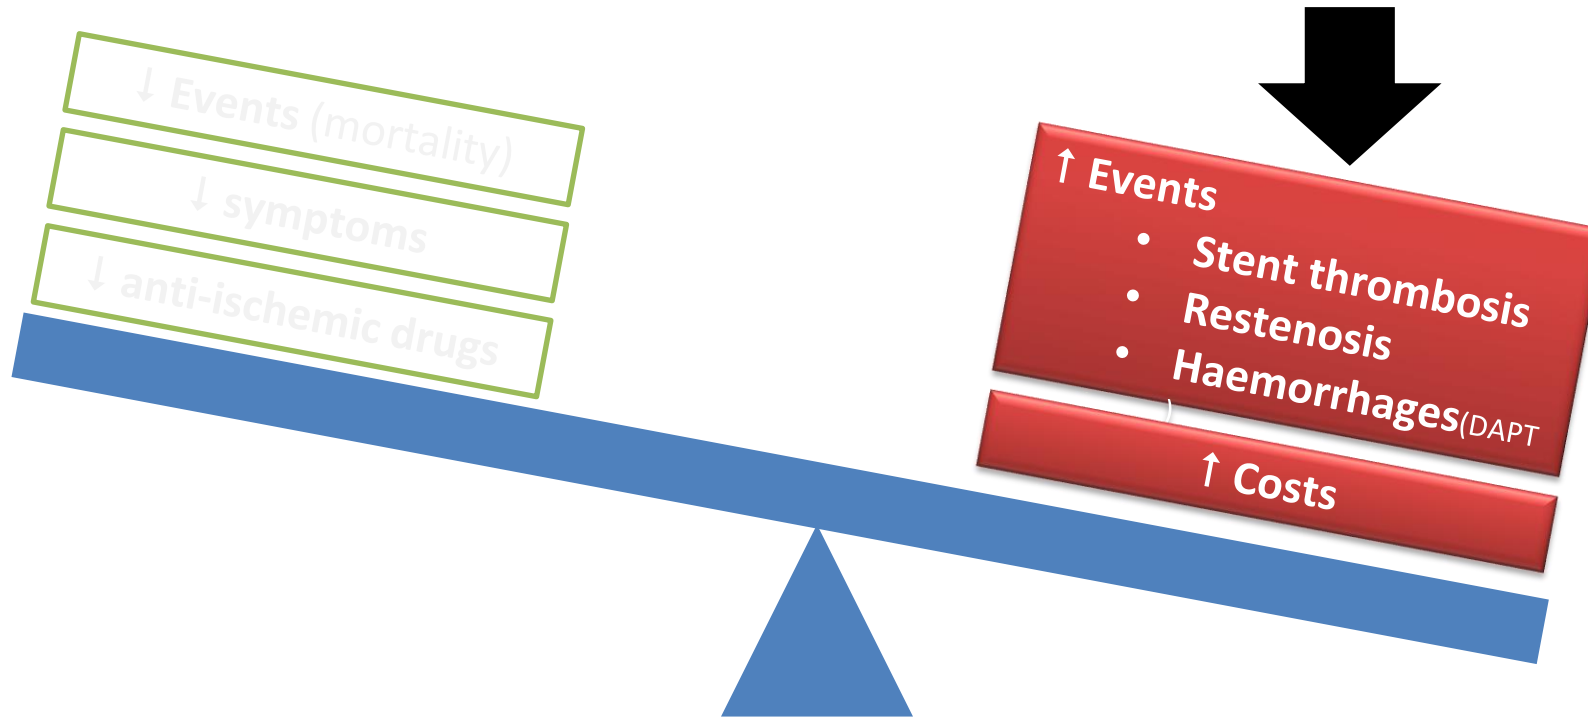 ↓ Events (mortality)
↓ symptoms
↓ anti-ischemic drugs
↑ Events
• Stent thrombosis
• Restenosis
• Haemorrhages(DAPT
)
↑ Costs